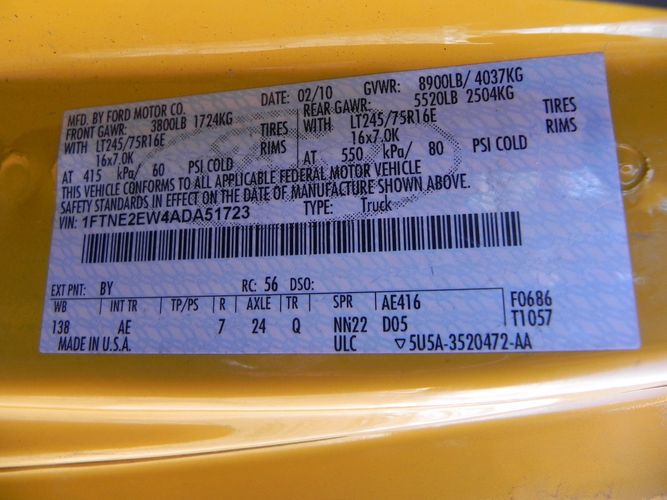 MFD. BY FORD MOTOR CO.
DATE: 02/10 GVWR: 8900LB/ 4037KG
FRONT GAWR: 3800LB 1724KG
REAR GAWR: 5520LB 2504KG
WITH LT245/75R16E TIRES
WITH LT245/75R16E TIRES
16x7.0K RIMS
16x7.0K RIMS
AT 415 kPa/ 60 PSI COLD
AT 550 kPa/ 80 PSI COLD
THIS VEHICLE CONFORMS TO ALL APPLICABLE FEDERAL MOTOR VEHICLE
SAFETY STANDARDS IN EFFECT ON THE DATE OF MANUFACTURE SHOWN ABOVE.
VIN: 1FTNE2EW4ADA51723 TYPE: Truck
EXT PNT: BY RC: 56 DSO:
WB INT TR TP/PS R AXLE TR SPR AE416 F0686
138 AE 7 24 Q NN22 D05 T1057
MADE IN U.S.A. ULC ▽5U5A-3520472-AA